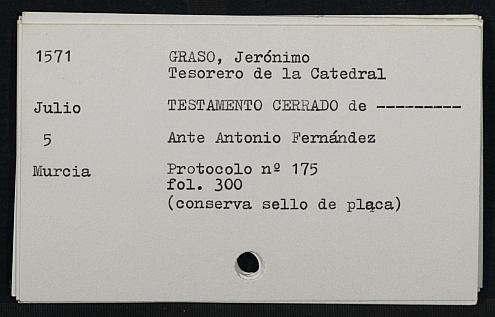 1571 GRASO, Jerónimo
Tesorero de la Catedral
Julio TESTAMENTO CERRADO de ---------
5 Ante Antonio Fernández
Murcia Protocolo nº 175
fol. 300
(conserva sello de placa)